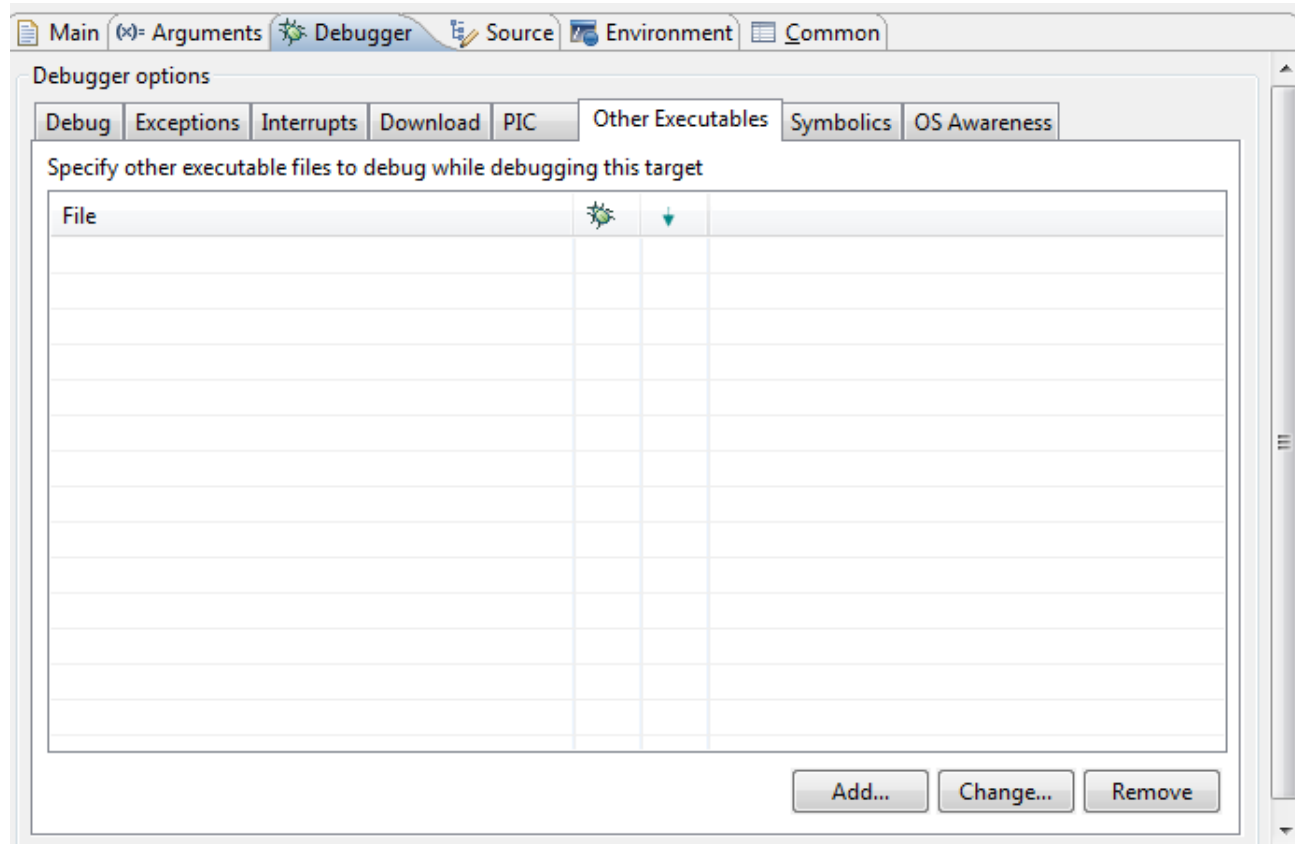 Main (x)= Arguments Debugger Source Environment Common
Debugger options
Debug Exceptions Interrupts Download PIC Other Executables Symbolics OS Awareness
Specify other executable files to debug while debugging this target
File
Add... Change... Remove